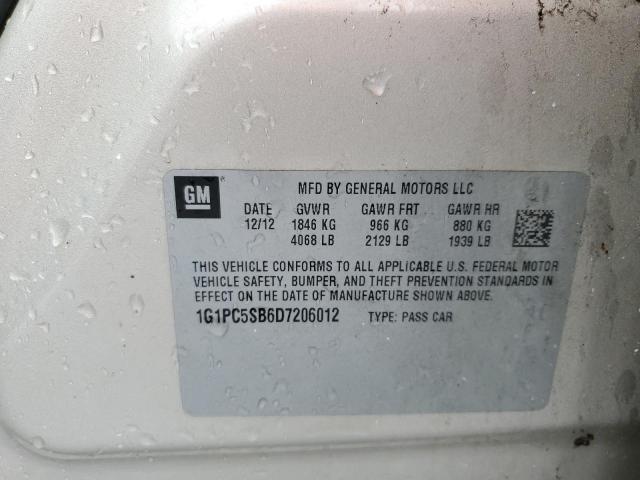 GM
MFD BY GENERAL MOTORS LLC
DATE GVWR GAWR FRT GAWR RR
12/12 1846 KG 966 KG 880 KG
4068 LB 2129 LB 1939 LB
THIS VEHICLE CONFORMS TO ALL APPLICABLE U.S. FEDERAL MOTOR
VEHICLE SAFETY, BUMPER, AND THEFT PREVENTION STANDARDS
IN EFFECT ON THE DATE OF MANUFACTURE SHOWN ABOVE.
1G1PC5SB6D7206012 TYPE: PASS CAR